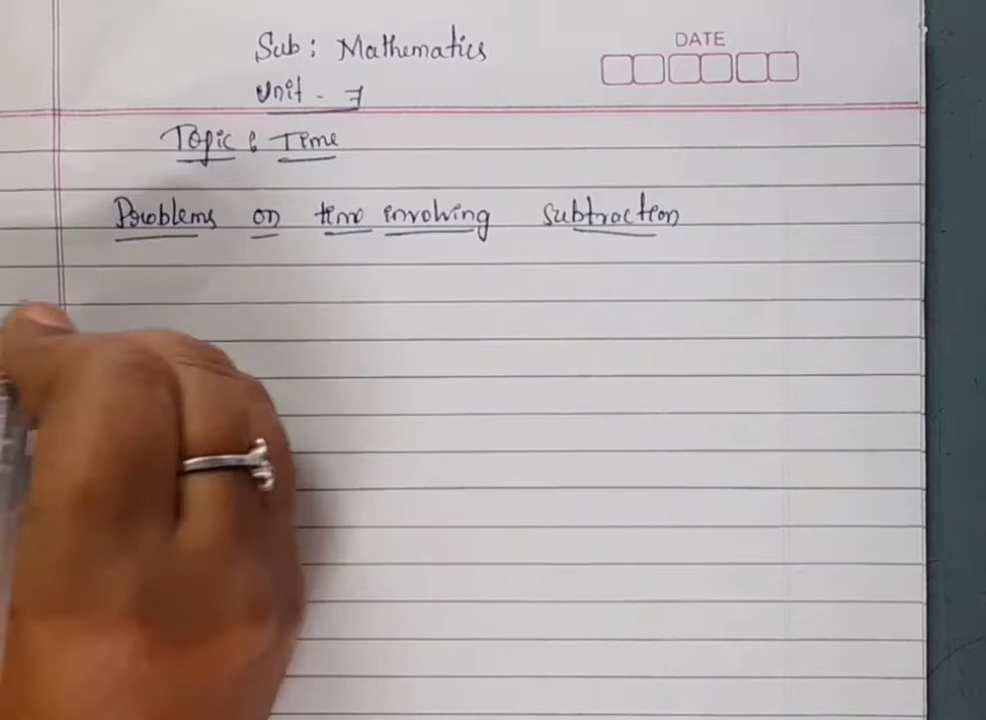 Sub: Mathematics
DATE
Unit - 7
Topic: Time
Problems on time involving subtraction